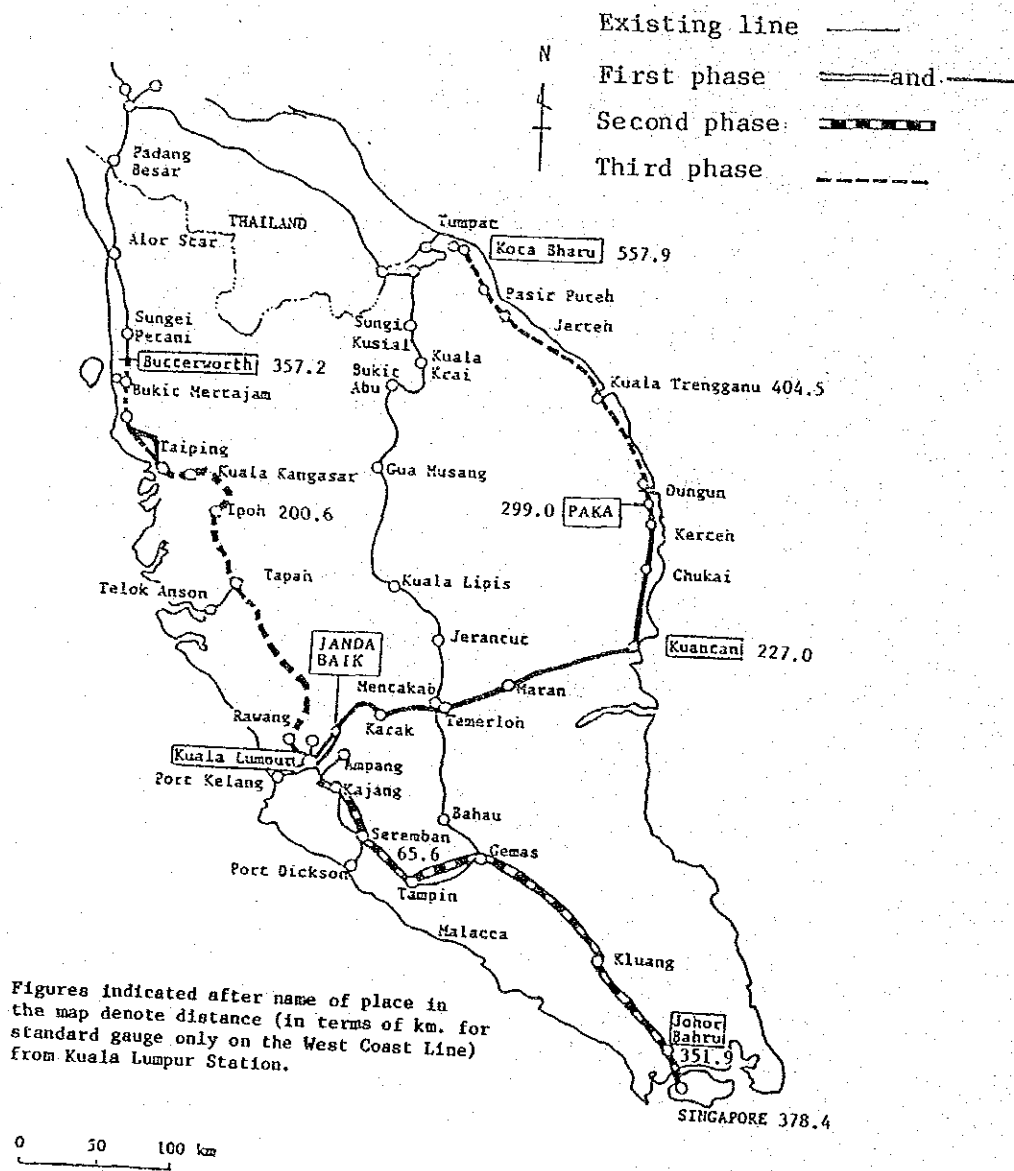 Existing line
First phase and
Second phase
Third phase
N
Padang
Besar
THAILAND
Tumpat
Kota Bharu 557.9
Alor Star
Pasir Puteh
Jerteh
Sungei
Petani
Sungi
Kusial
Kuala
Krai
Butterworth 357.2
Bukit
Abu
Bukit Mertajam
Kuala Trengganu 404.5
Taiping
Kuala Kangasar
Gua Musang
Dungun
299.0 PAKA
Ipoh 200.6
Kerteh
Chukai
Tapah
Kuala Lipis
Telok Anson
JANDA
BAIK
Jerantut
Kuantan 227.0
Mentakab
Maran
Rawang
Karak
Temerloh
Kuala Lumpur
Ampang
Port Kelang
Kajang
Bahau
Seremban
65.6
Gemas
Port Dickson
Tampin
Malacca
Kluang
Figures indicated after name of place in
the map denote distance (in terms of km. for
standard gauge only on the West Coast Line)
from Kuala Lumpur Station.
Johor
Bahru
351.9
SINGAPORE 378.4
0 50 100 km